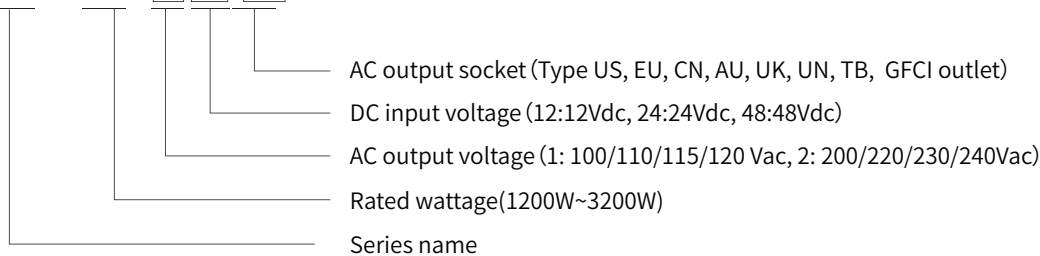 AC output socket (Type US, EU, CN, AU, UK, UN, TB, GFCI outlet)
DC input voltage (12:12Vdc, 24:24Vdc, 48:48Vdc)
AC output voltage (1: 100/110/115/120 Vac, 2: 200/220/230/240Vac)
Rated wattage(1200W~3200W)
Series name